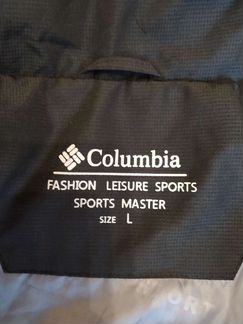 Columbia
FASHION LEISURE SPORTS
SPORTS MASTER
SIZE L